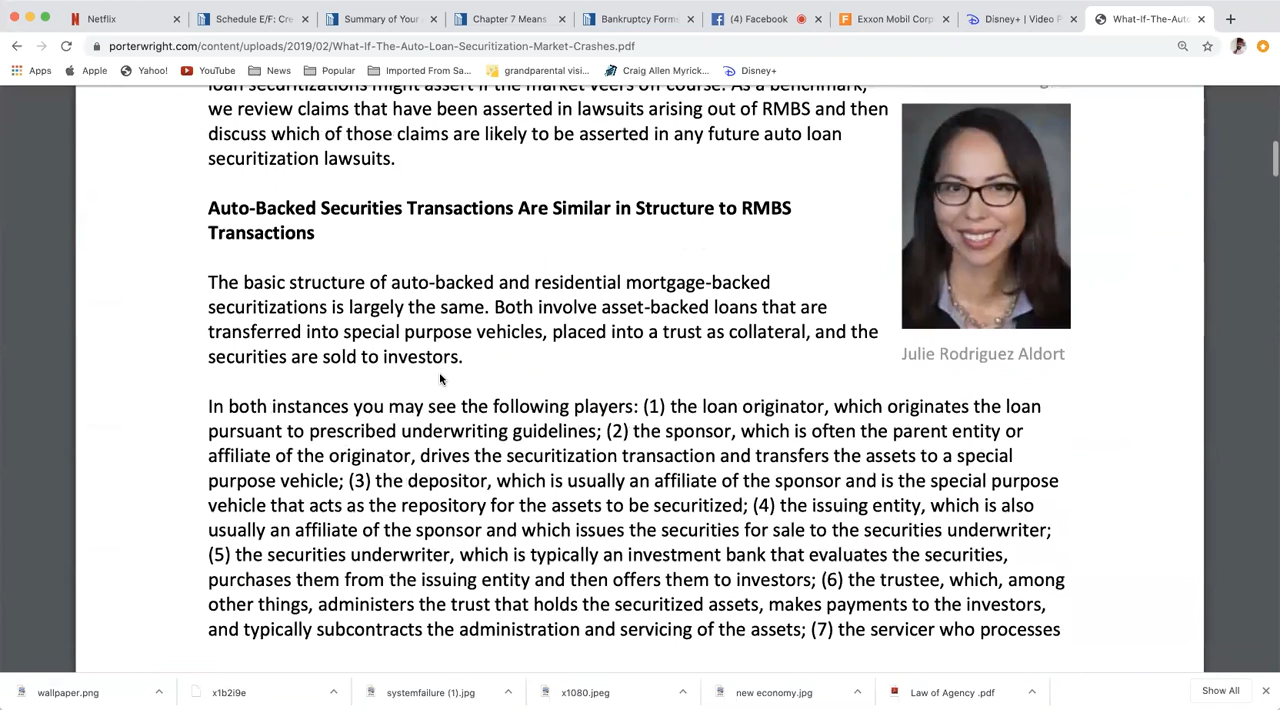 Netflix
Schedule E/F: Cre
Summary of Your
Chapter 7 Means
Bankruptcy Form
(4) Facebook
Exxon Mobil Corp
Disney+ | Video P
What-If-The-Auto
porterwright.com/content/uploads/2019/02/What-If-The-Auto-Loan-Securitization-Market-Crashes.pdf
Apps
Apple
Yahoo!
YouTube
News
Popular
Imported From Sa...
grandparental visi...
Craig Allen Myrick...
Disney+
loan securitizations might assert if the market veers off course. As a benchmark,
we review claims that have been asserted in lawsuits arising out of RMBS and then
discuss which of those claims are likely to be asserted in any future auto loan
securitization lawsuits.
Auto-Backed Securities Transactions Are Similar in Structure to RMBS
Transactions
The basic structure of auto-backed and residential mortgage-backed
securitizations is largely the same. Both involve asset-backed loans that are
transferred into special purpose vehicles, placed into a trust as collateral, and the
securities are sold to investors.
Julie Rodriguez Aldort
In both instances you may see the following players: (1) the loan originator, which originates the loan
pursuant to prescribed underwriting guidelines; (2) the sponsor, which is often the parent entity or
affiliate of the originator, drives the securitization transaction and transfers the assets to a special
purpose vehicle; (3) the depositor, which is usually an affiliate of the sponsor and is the special purpose
vehicle that acts as the repository for the assets to be securitized; (4) the issuing entity, which is also
usually an affiliate of the sponsor and which issues the securities for sale to the securities underwriter;
(5) the securities underwriter, which is typically an investment bank that evaluates the securities,
purchases them from the issuing entity and then offers them to investors; (6) the trustee, which, among
other things, administers the trust that holds the securitized assets, makes payments to the investors,
and typically subcontracts the administration and servicing of the assets; (7) the servicer who processes
wallpaper.png
x1b2i9e
systemfailure (1).jpg
x1080.jpeg
new economy.jpg
Law of Agency .pdf
Show All